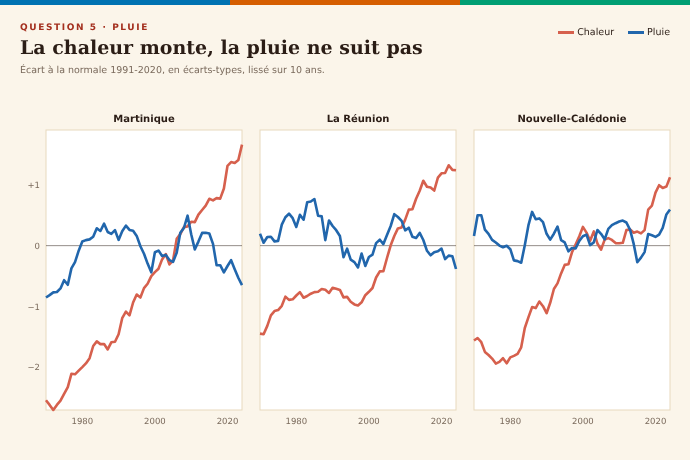 QUESTION 5 · PLUIE
La chaleur monte, la pluie ne suit pas
Écart à la normale 1991-2020, en écarts-types, lissé sur 10 ans.
Chaleur Pluie
Martinique La Réunion Nouvelle-Calédonie
+1
0
−1
−2
1980 2000 2020 1980 2000 2020 1980 2000 2020